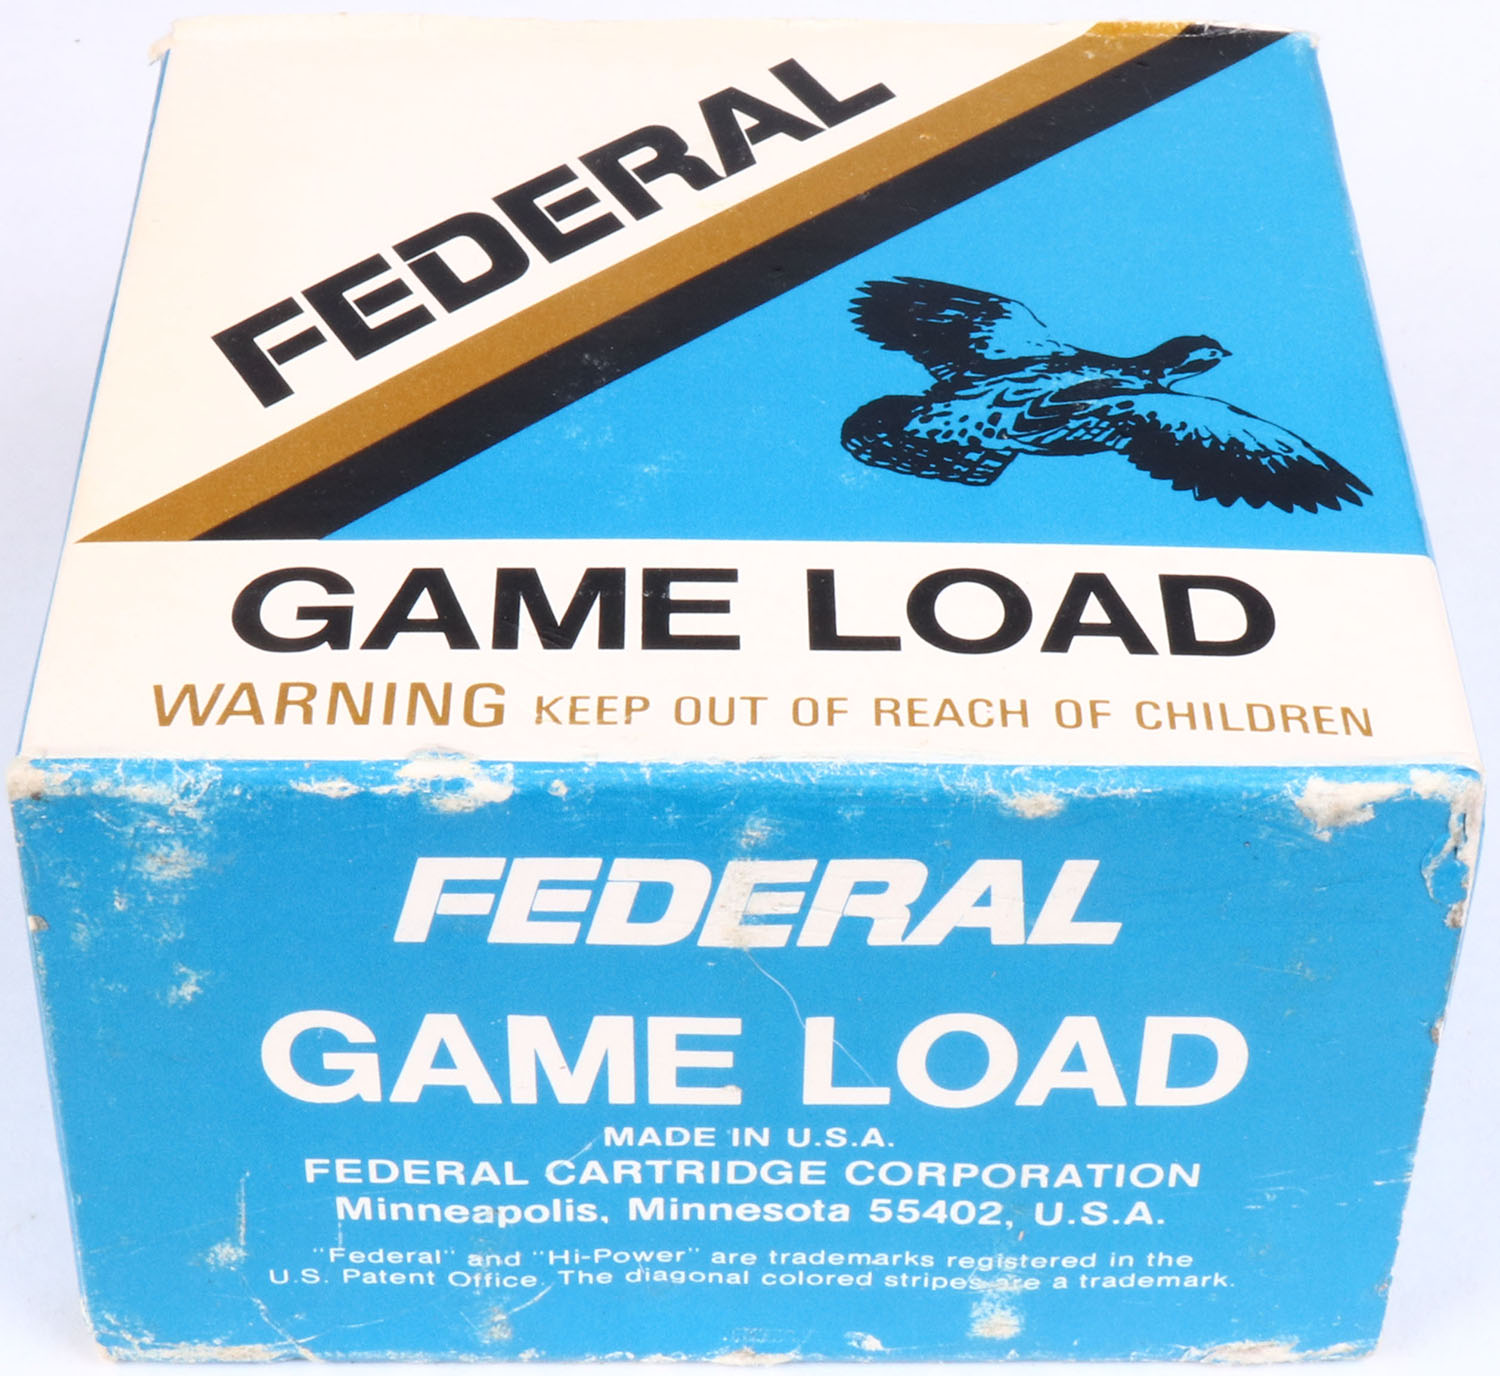 FEDERAL
GAME LOAD
WARNING KEEP OUT OF REACH OF CHILDREN
FEDERAL
GAME LOAD
MADE IN U.S.A.
FEDERAL CARTRIDGE CORPORATION
Minneapolis, Minnesota 55402, U.S.A.
"Federal" and "Hi-Power" are trademarks registered in the
U.S. Patent Office. The diagonal colored stripes are a trademark.